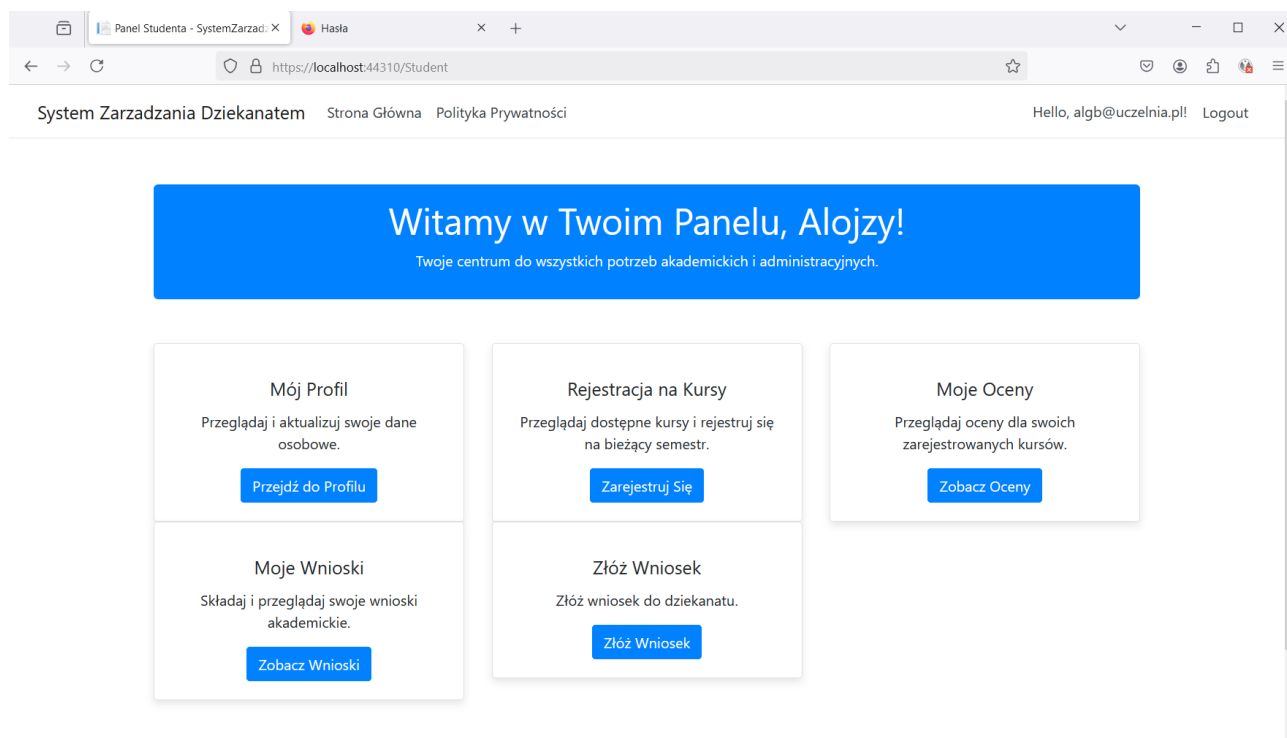 Panel Studenta - SystemZarzadz
Hasła
https://localhost:44310/Student
System Zarzadzania Dziekanatem Strona Główna Polityka Prywatności Hello, algb@uczelnia.pl! Logout
Witamy w Twoim Panelu, Alojzy!
Twoje centrum do wszystkich potrzeb akademickich i administracyjnych.
Mój Profil
Przeglądaj i aktualizuj swoje dane
osobowe.
Przejdź do Profilu
Rejestracja na Kursy
Przeglądaj dostępne kursy i rejestruj się
na bieżący semestr.
Zarejestruj Się
Moje Oceny
Przeglądaj oceny dla swoich
zarejestrowanych kursów.
Zobacz Oceny
Moje Wnioski
Składaj i przeglądaj swoje wnioski
akademickie.
Zobacz Wnioski
Złóż Wniosek
Złóż wniosek do dziekanatu.
Złóż Wniosek